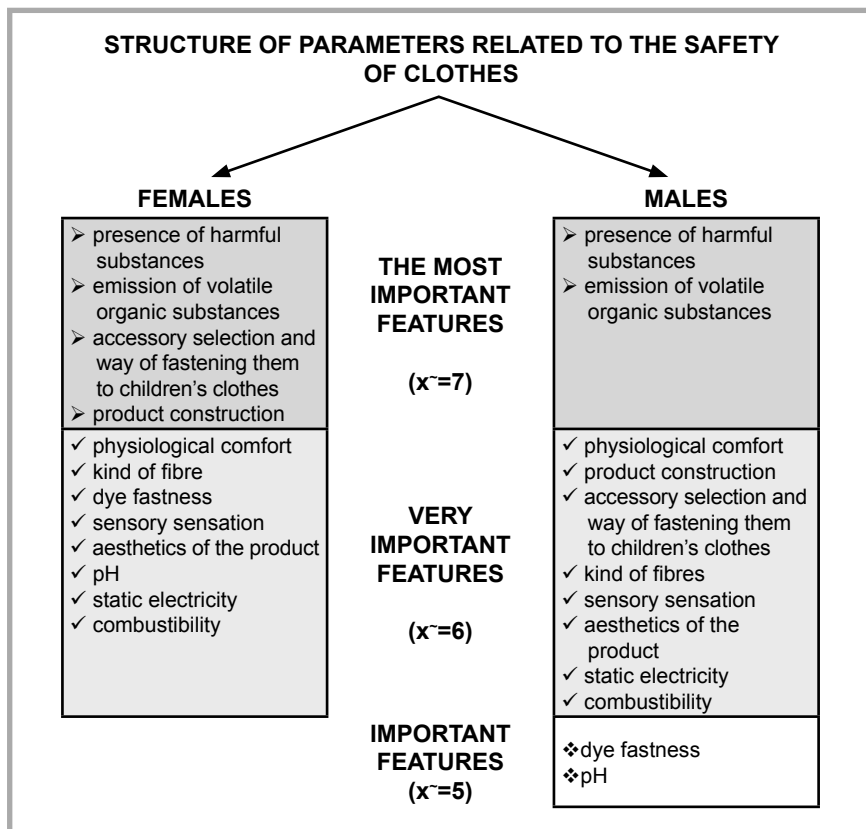 STRUCTURE OF PARAMETERS RELATED TO THE SAFETY
OF CLOTHES
FEMALES
➢ presence of harmful
substances
➢ emission of volatile
organic substances
➢ accessory selection and
way of fastening them
to children's clothes
➢ product construction
✓ physiological comfort
✓ kind of fibre
✓ dye fastness
✓ sensory sensation
✓ aesthetics of the product
✓ pH
✓ static electricity
✓ combustibility
THE MOST
IMPORTANT
FEATURES
(x~=7)
VERY
IMPORTANT
FEATURES
(x~=6)
IMPORTANT
FEATURES
(x~=5)
MALES
➢ presence of harmful
substances
➢ emission of volatile
organic substances
✓ physiological comfort
✓ product construction
✓ accessory selection and
way of fastening them
to children's clothes
✓ kind of fibres
✓ sensory sensation
✓ aesthetics of the
product
✓ static electricity
✓ combustibility
❖dye fastness
❖pH